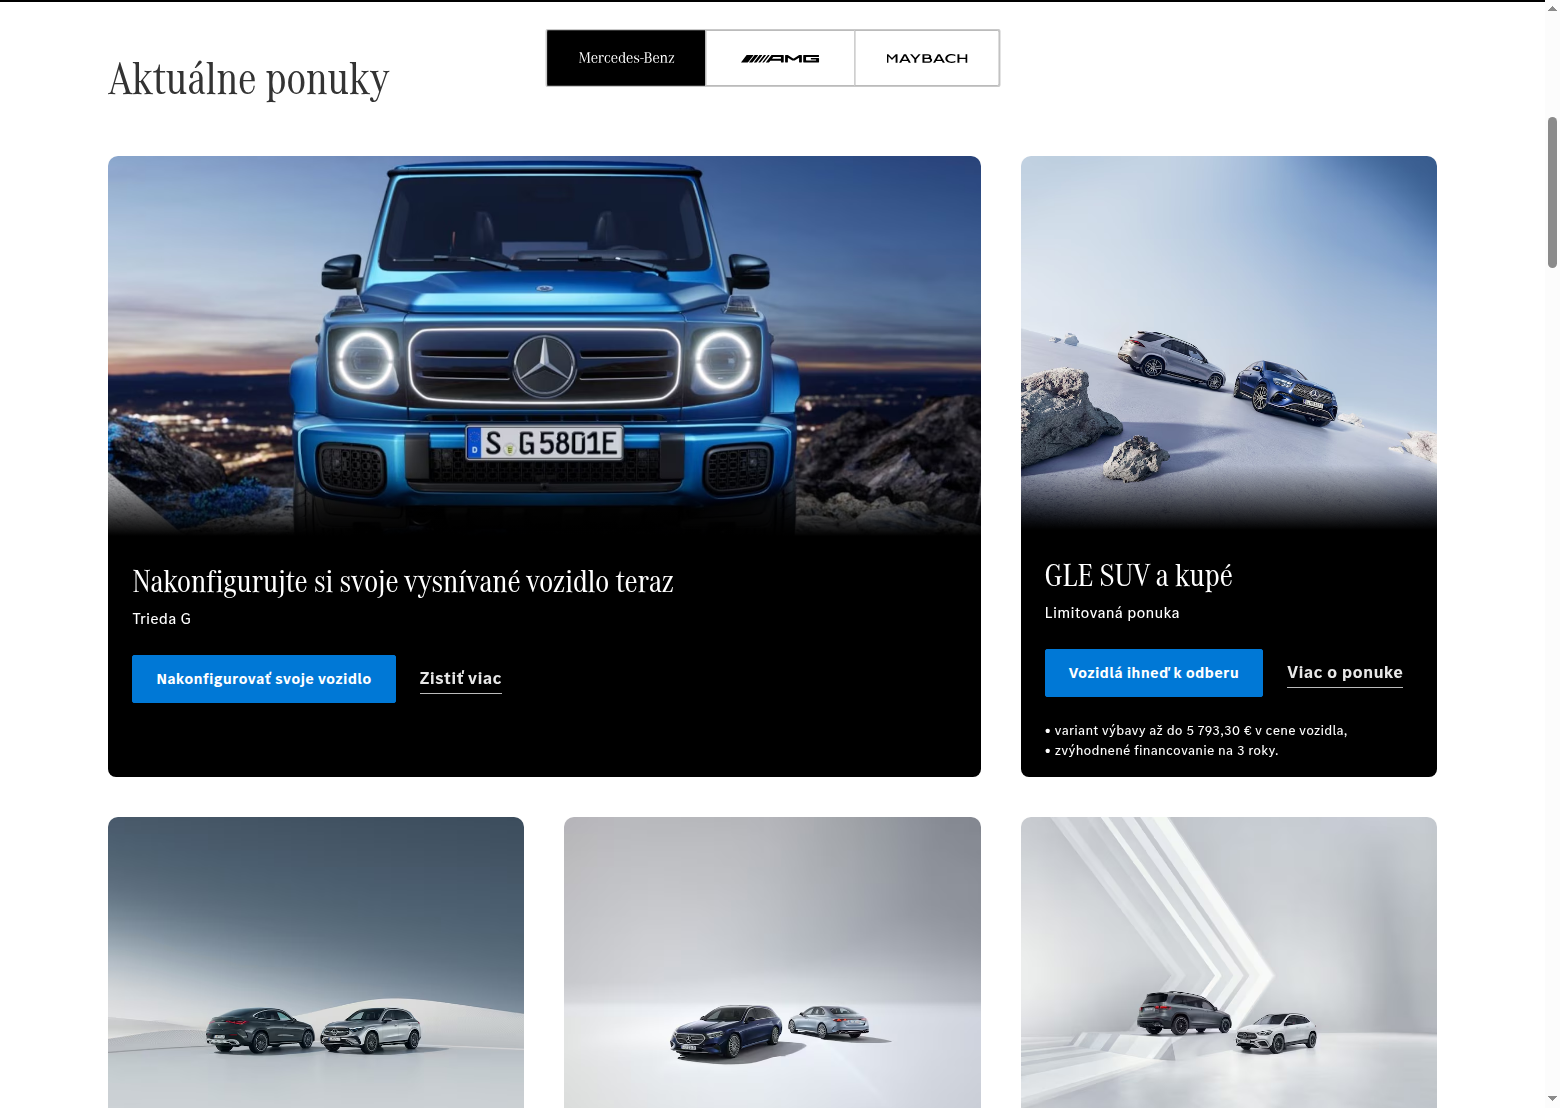 Aktuálne ponuky
Mercedes-Benz
AMG
MAYBACH
S G 5801E
D
Nakonfigurujte si svoje vysnívané vozidlo teraz
Trieda G
Nakonfigurovať svoje vozidlo
Zistiť viac
GLE SUV a kupé
Limitovaná ponuka
Vozidlá ihneď k odberu
Viac o ponuke
• variant výbavy až do 5 793,30 € v cene vozidla,
• zvýhodnené financovanie na 3 roky.